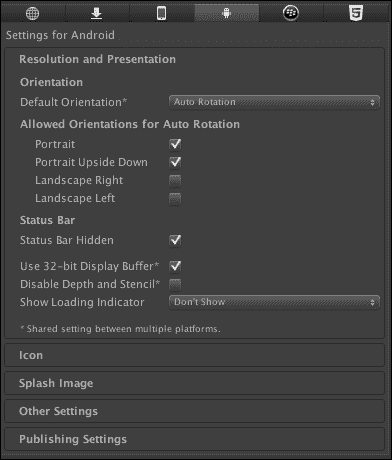 Settings for Android
Resolution and Presentation
Orientation
Default Orientation* Auto Rotation
Allowed Orientations for Auto Rotation
Portrait
Portrait Upside Down
Landscape Right
Landscape Left
Status Bar
Status Bar Hidden
Use 32-bit Display Buffer*
Disable Depth and Stencil*
Show Loading Indicator Don't Show
* Shared setting between multiple platforms.
Icon
Splash Image
Other Settings
Publishing Settings